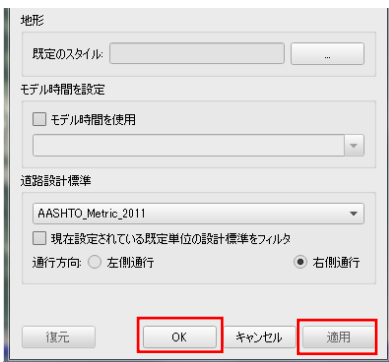 地形
既定のスタイル:
...
モデル時間を設定
モデル時間を使用
道路設計標準
AASHTO_Metric_2011
現在設定されている既定単位の設計標準をフィルタ
通行方向: 左側通行 右側通行
復元 OK キャンセル 適用